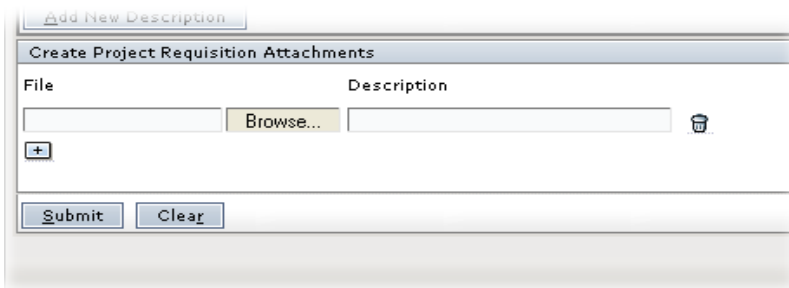 Add New Description
Create Project Requisition Attachments
File Description
Browse...
+
Submit Clear